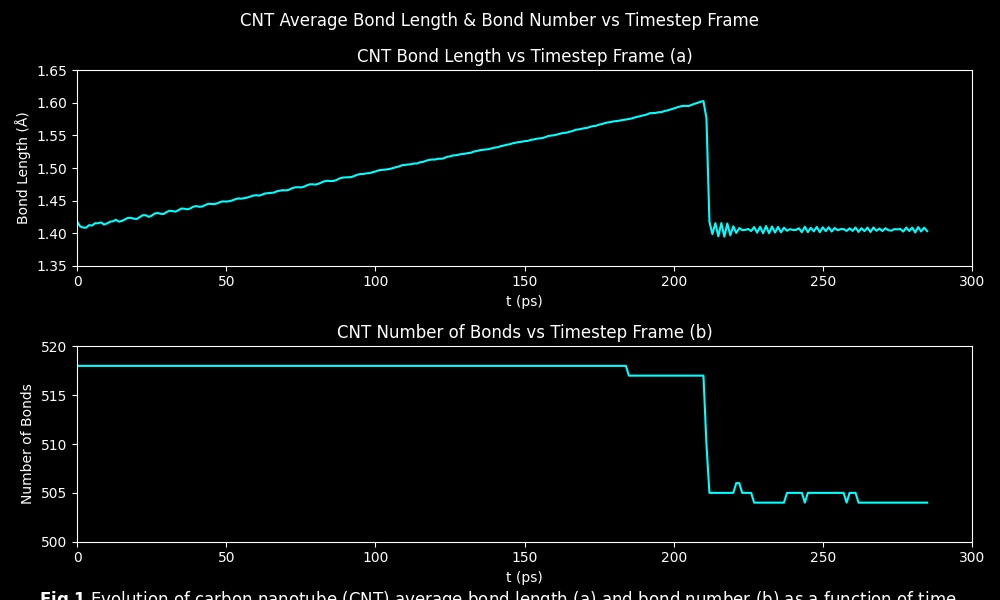 CNT Average Bond Length & Bond Number vs Timestep Frame
CNT Bond Length vs Timestep Frame (a)
1.65
1.60
1.55
1.50
1.45
1.40
1.35
Bond Length (Å)
0 50 100 150 200 250 300
t (ps)
CNT Number of Bonds vs Timestep Frame (b)
520
515
510
505
500
Number of Bonds
0 50 100 150 200 250 300
t (ps)
Fig 1 Evolution of carbon nanotube (CNT) average bond length (a) and bond number (b) as a function of time